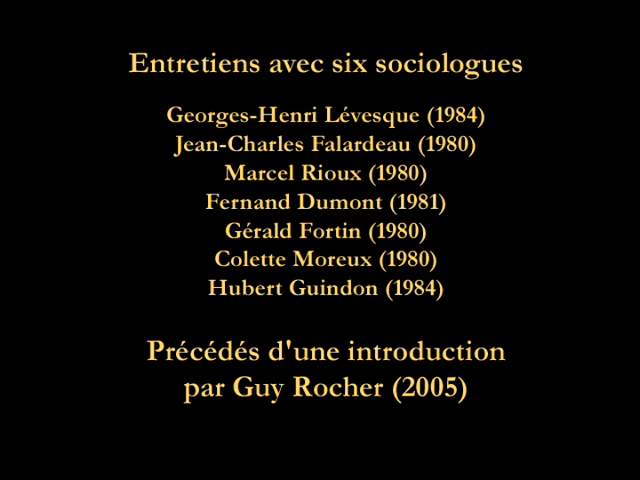 Entretiens avec six sociologues
Georges-Henri Lévesque (1984)
Jean-Charles Falardeau (1980)
Marcel Rioux (1980)
Fernand Dumont (1981)
Gérald Fortin (1980)
Colette Moreux (1980)
Hubert Guindon (1984)
Précédés d'une introduction
par Guy Rocher (2005)